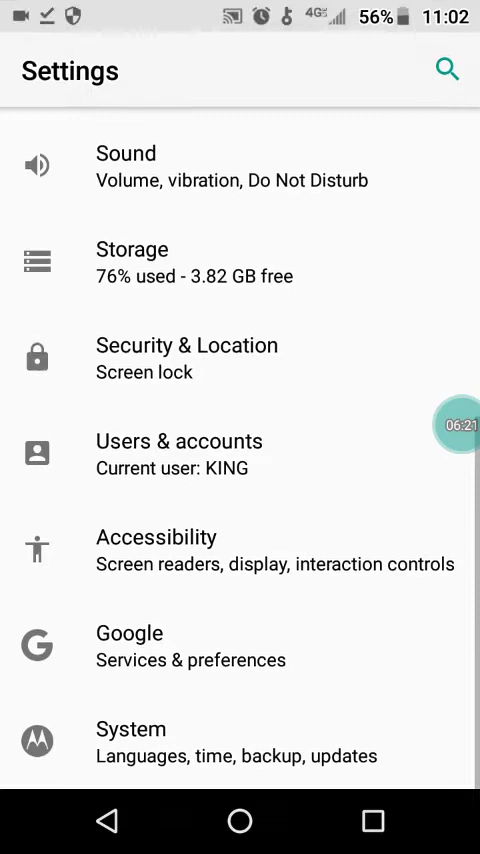 4G 56% 11:02
Settings
Sound
Volume, vibration, Do Not Disturb
Storage
76% used - 3.82 GB free
Security & Location
Screen lock
Users & accounts
Current user: KING
06:21
Accessibility
Screen readers, display, interaction controls
Google
Services & preferences
System
Languages, time, backup, updates